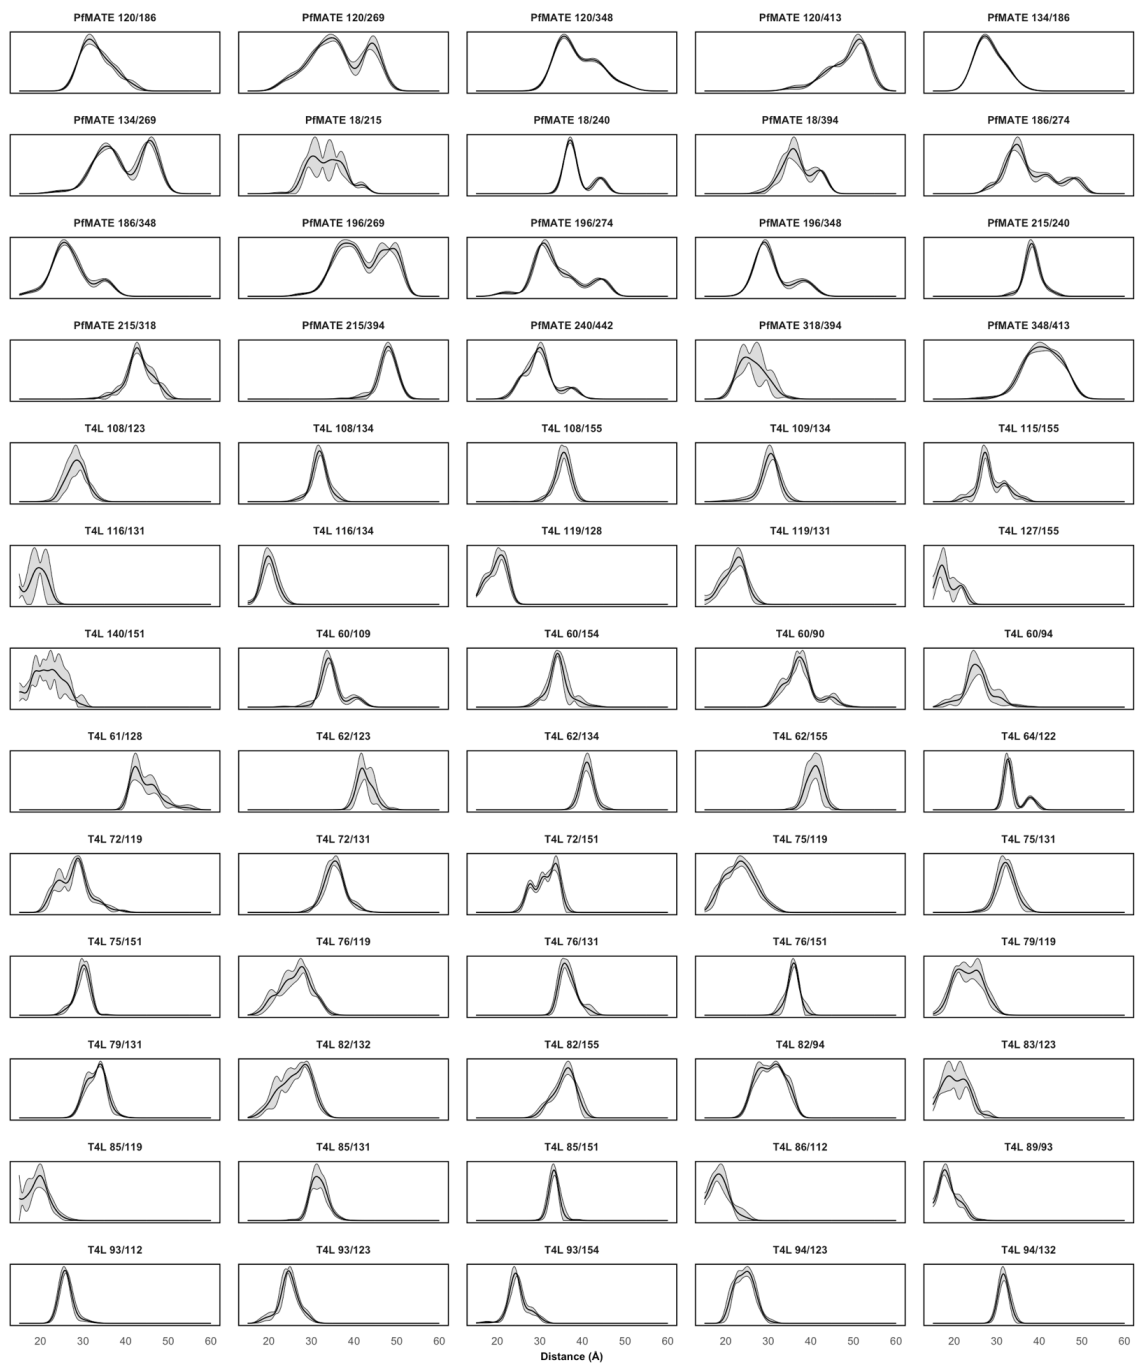 PfMATE 120/186 PfMATE 120/269 PfMATE 120/348 PfMATE 120/413 PfMATE 134/186
PfMATE 134/269 PfMATE 18/215 PfMATE 18/240 PfMATE 18/394 PfMATE 186/274
PfMATE 186/348 PfMATE 196/269 PfMATE 196/274 PfMATE 196/348 PfMATE 215/240
PfMATE 215/318 PfMATE 215/394 PfMATE 240/442 PfMATE 318/394 PfMATE 348/413
T4L 108/123 T4L 108/134 T4L 108/155 T4L 109/134 T4L 115/155
T4L 116/131 T4L 116/134 T4L 119/128 T4L 119/131 T4L 127/155
T4L 140/151 T4L 60/109 T4L 60/154 T4L 60/90 T4L 60/94
T4L 61/128 T4L 62/123 T4L 62/134 T4L 62/155 T4L 64/122
T4L 72/119 T4L 72/131 T4L 72/151 T4L 75/119 T4L 75/131
T4L 75/151 T4L 76/119 T4L 76/131 T4L 76/151 T4L 79/119
T4L 79/131 T4L 82/132 T4L 82/155 T4L 82/94 T4L 83/123
T4L 85/119 T4L 85/131 T4L 85/151 T4L 86/112 T4L 89/93
T4L 93/112 T4L 93/123 T4L 93/154 T4L 94/123 T4L 94/132
20 30 40 50 60 20 30 40 50 60 20 30 40 50 60 20 30 40 50 60 20 30 40 50 60
Distance (Å)